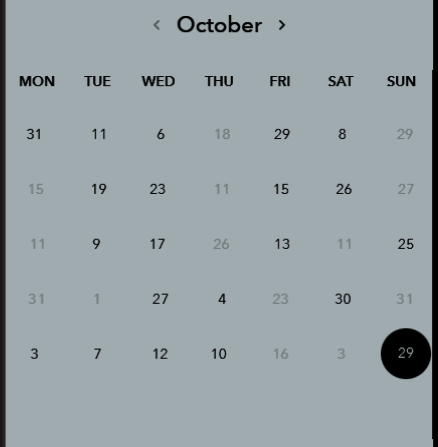 ‹ October ›
MON TUE WED THU FRI SAT SUN
31 11 6 18 29 8 29
15 19 23 11 15 26 27
11 9 17 26 13 11 25
31 1 27 4 23 30 31
3 7 12 10 16 3 29